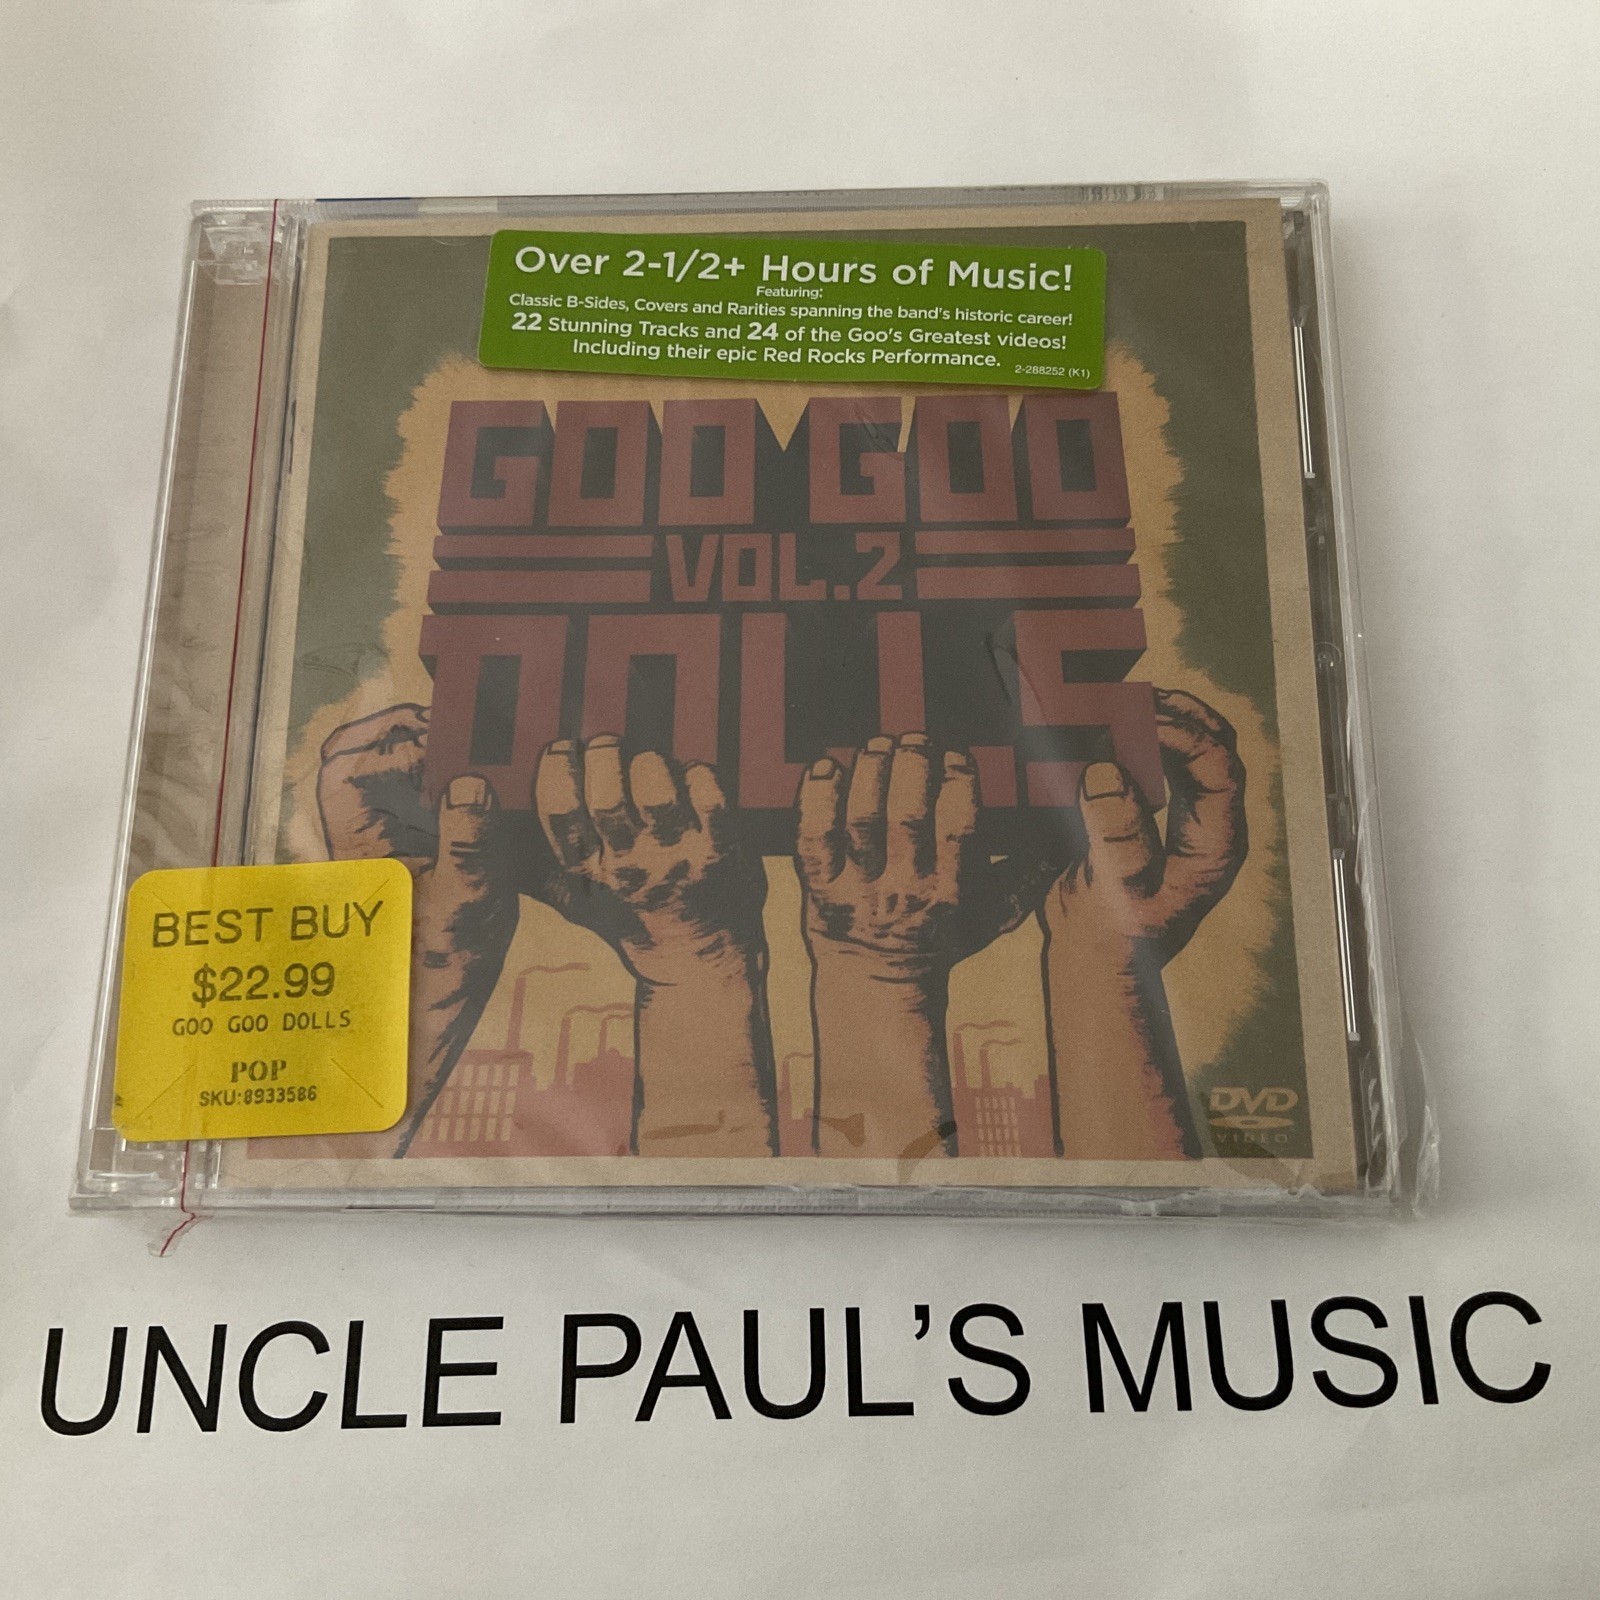 Over 2-1/2+ Hours of Music!
Featuring:
Classic B-Sides, Covers and Rarities spanning the band's historic career!
22 Stunning Tracks and 24 of the Goo's Greatest videos!
Including their epic Red Rocks Performance.
2-288252 (K1)
GOO GOO
VOL.2
DOLLS
BEST BUY
$22.99
GOO GOO DOLLS
POP
SKU:8933586
DVD
VIDEO
UNCLE PAUL'S MUSIC